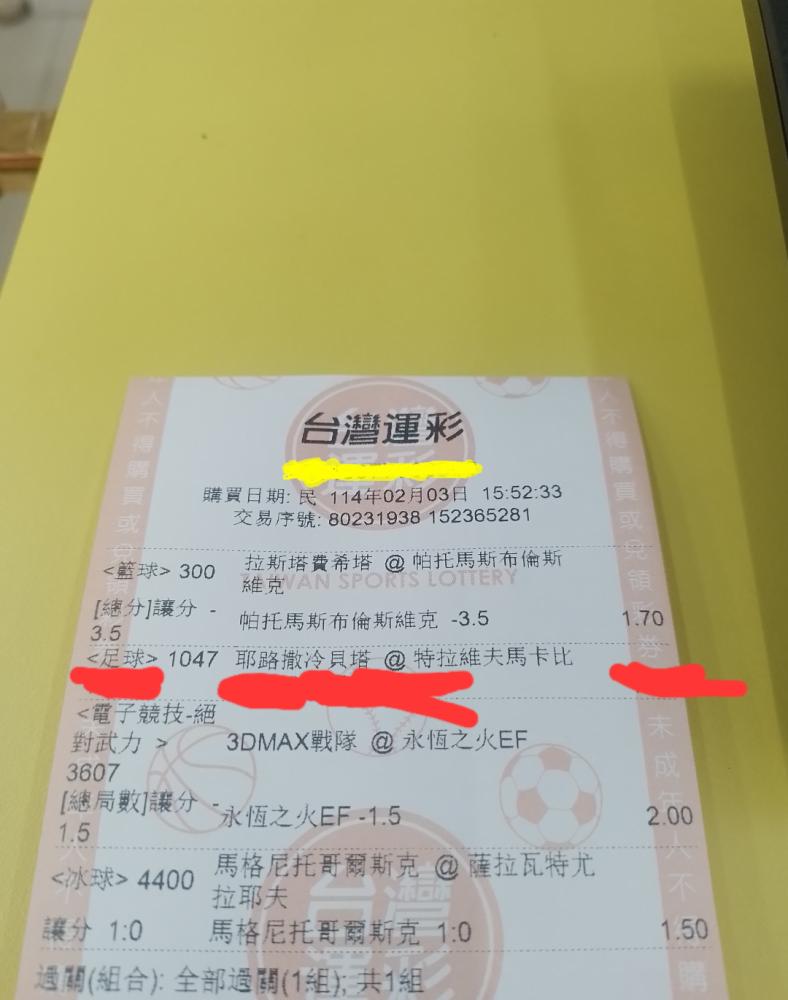 台灣運彩
購買日期: 民 114年02月03日 15:52:33
交易序號: 80231938 152365281
<籃球> 300 拉斯塔費希塔 @ 帕托馬斯布倫斯
維克
TAIWAN SPORTS LOTTERY
[總分]讓分 -
3.5 帕托馬斯布倫斯維克 -3.5 1.70
<足球> 1047 耶路撒冷貝塔 @ 特拉維夫馬卡比
<電子競技-絕
對武力 > 3DMAX戰隊 @ 永恆之火EF
3607
[總局數]讓分 -
1.5 永恆之火EF -1.5 2.00
<冰球> 4400 馬格尼托哥爾斯克 @ 薩拉瓦特尤
拉耶夫
讓分 1:0 馬格尼托哥爾斯克 1:0 1.50
過關(組合): 全部過關(1組); 共1組